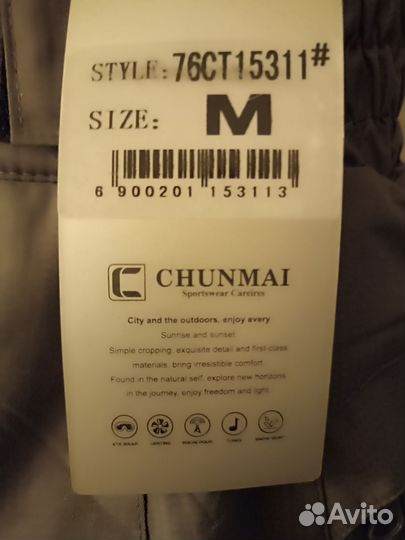 STYLE: 76CT15311#
SIZE: M
6 900201 153113
CHUNMAI
Sportswear Careires
City and the outdoors, enjoy every
Sunrise and sunset.
Simple cropping, exquisite detail and first-class
materials, bring irresistible comfort.
Found in the natural self, explore new horizons
in the journey, enjoy freedom and light.
EYE WEAR
Avito